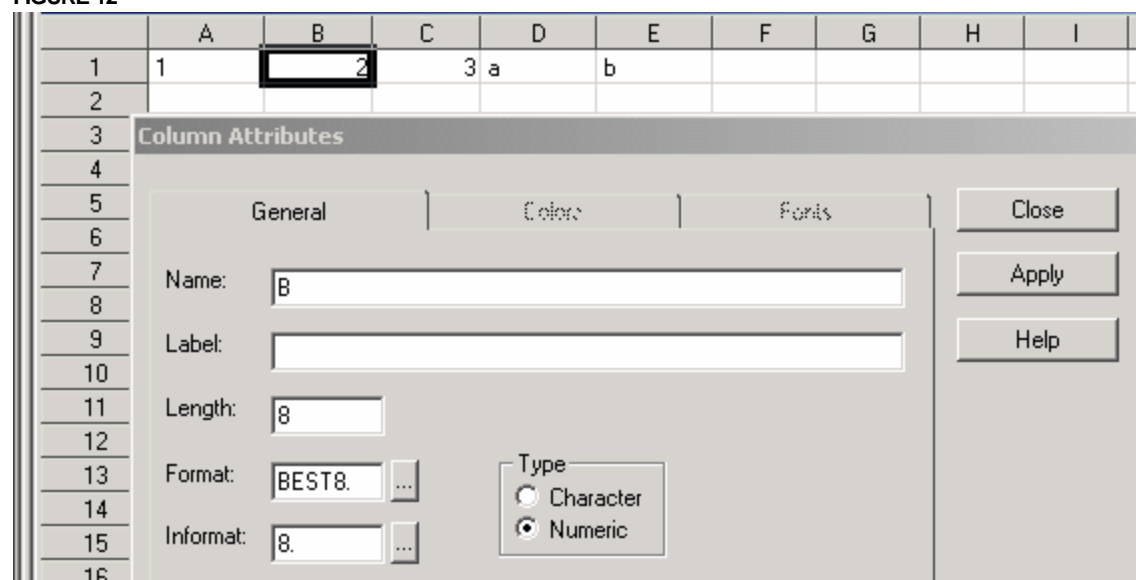 FIGURE 12
A B C D E F G H I
1 1 2 3 a b
2
3 Column Attributes
4
5 General Colors Fonts Close
6
7 Name: B Apply
8
9 Label: Help
10
11 Length: 8
12
13 Format: BEST8. ... Type
14 Character
15 Informat: 8. ... Numeric
16